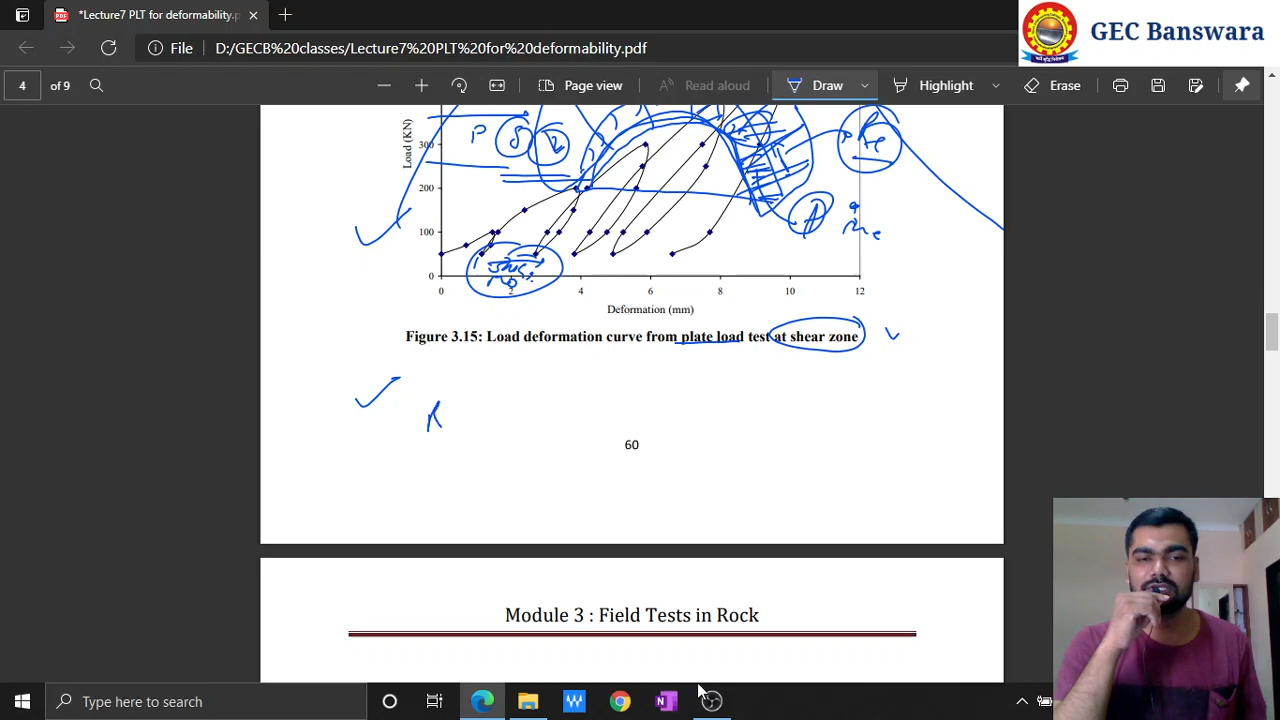 *Lecture7 PLT for deformability.p
GEC Banswara
File D:/GECB%20classes/Lecture7%20PLT%20for%20deformability.pdf
4 of 9 Page view Read aloud Draw Highlight Erase
Load (KN)
300
200
100
0
0 2 4 6 8 10 12
Deformation (mm)
Figure 3.15: Load deformation curve from plate load test at shear zone
60
Module 3 : Field Tests in Rock
Type here to search